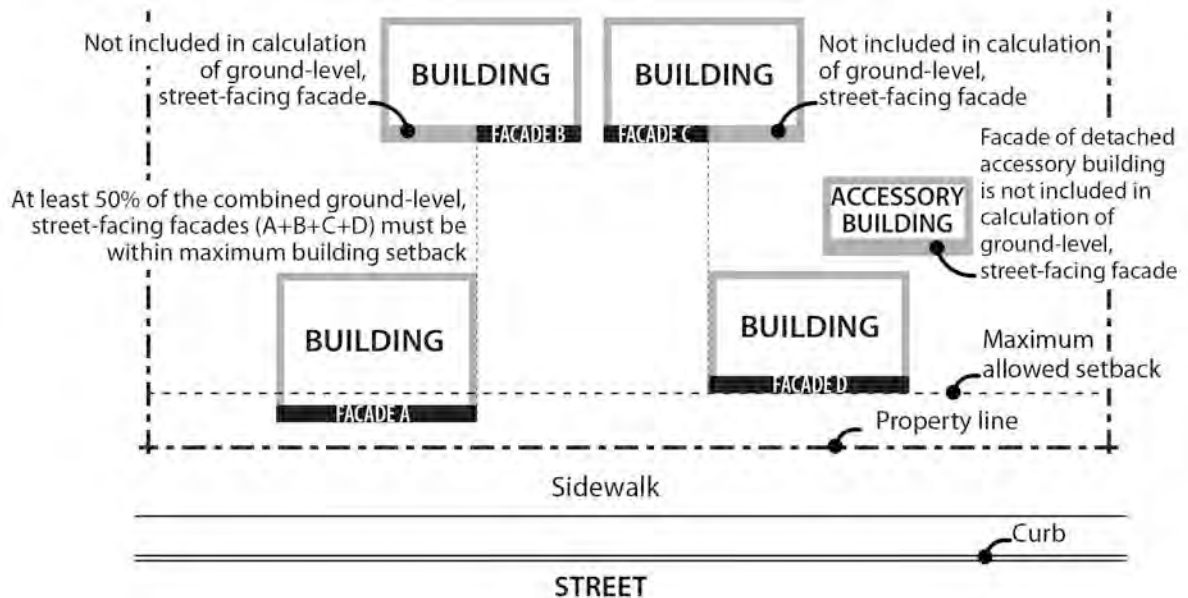 Not included in calculation
of ground-level,
street-facing facade
BUILDING
FACADE B
BUILDING
FACADE C
Not included in calculation
of ground-level,
street-facing facade
Facade of detached
accessory building
is not included in
calculation of
ground-level,
street-facing facade
ACCESSORY
BUILDING
At least 50% of the combined ground-level,
street-facing facades (A+B+C+D) must be
within maximum building setback
BUILDING
FACADE A
BUILDING
FACADE D
Maximum
allowed setback
Property line
Sidewalk
Curb
STREET